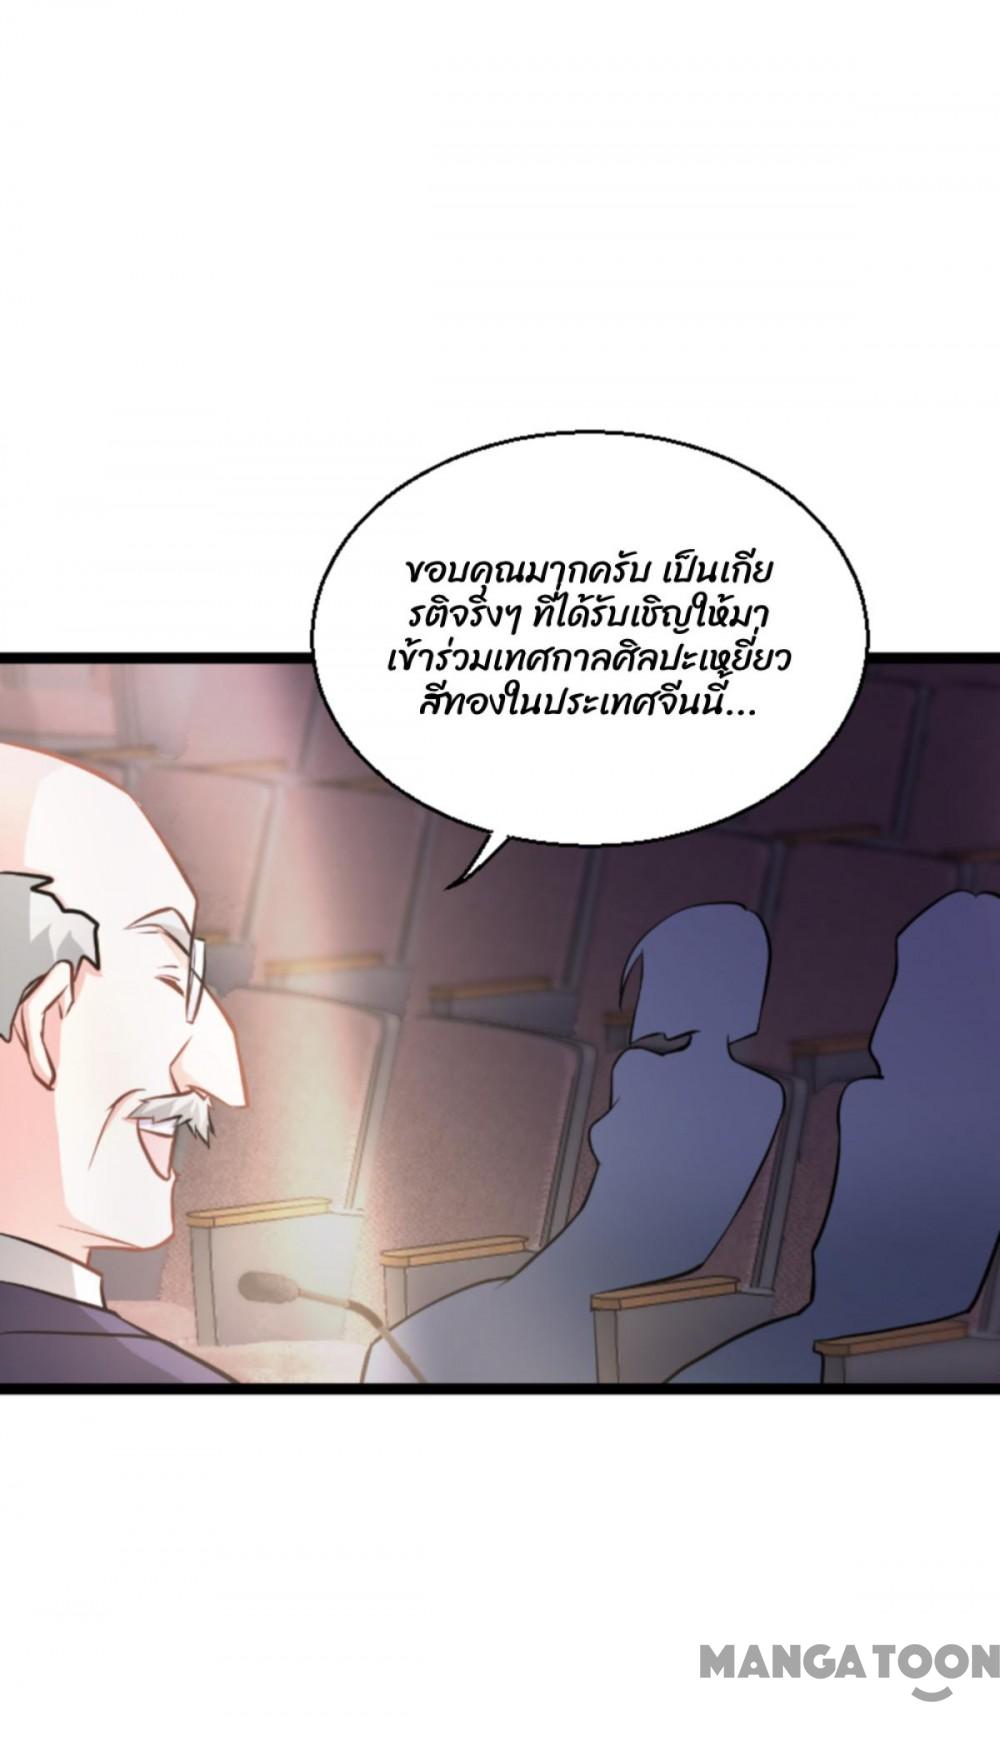 ขอบคุณมากครับ เป็นเกีย
รติจริงๆ ที่ได้รับเชิญให้มา
เข้าร่วมเทศกาลศิลปะเหยี่ยว
สีทองในประเทศจีนนี้...
MANGATOON